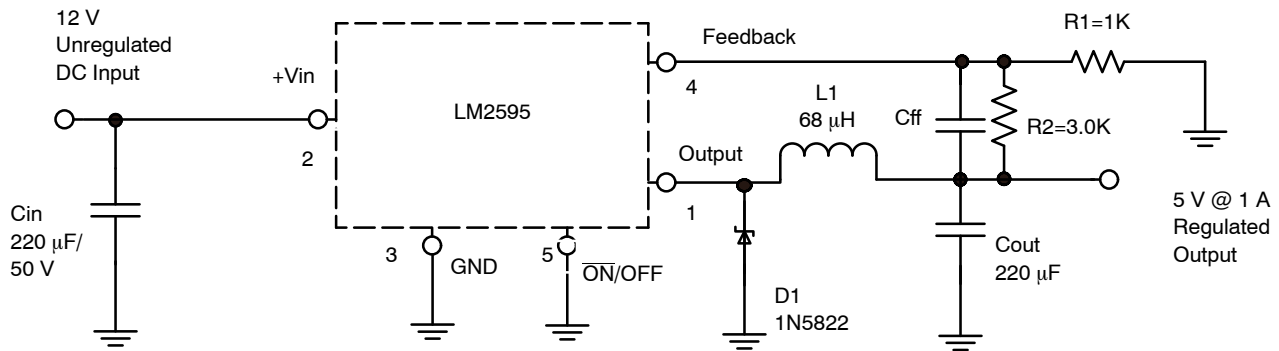 12 V
Unregulated
DC Input
+Vin
2
Cin
220 μF/
50 V
LM2595
3
GND
5
ON/OFF
Feedback
4
Output
1
L1
68 μH
D1
1N5822
Cff
R2=3.0K
R1=1K
Cout
220 μF
5 V @ 1 A
Regulated
Output